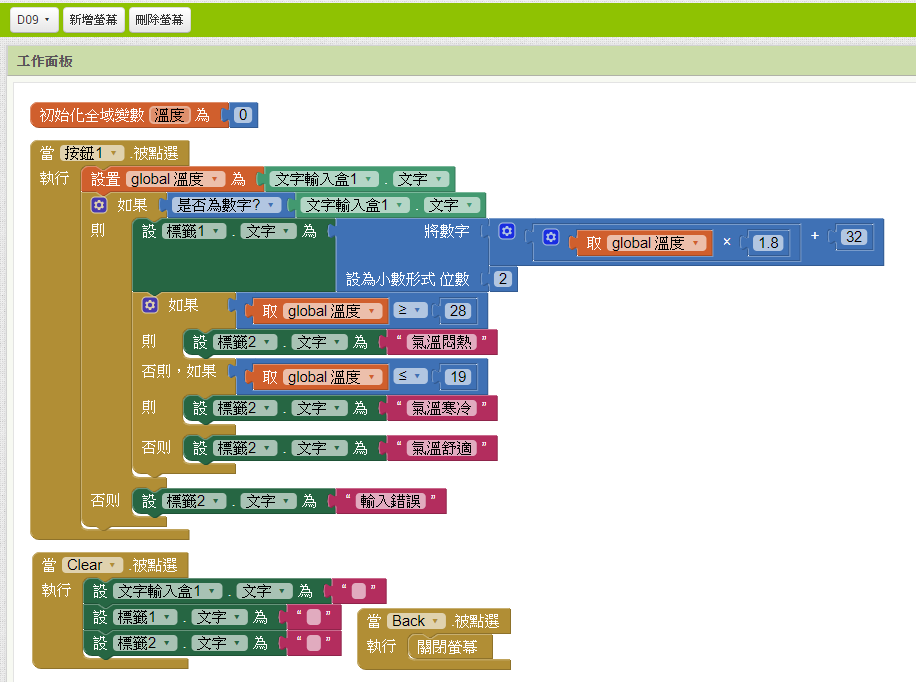 D09 新增螢幕 刪除螢幕
工作面板
初始化全域變數 溫度 為 0
當 按鈕1 .被點選
執行 設置 global 溫度 為 文字輸入盒1 . 文字
如果 是否為數字? 文字輸入盒1 . 文字
則 設 標籤1 . 文字 為 將數字 取 global 溫度 × 1.8 + 32
設為小數形式 位數 2
如果 取 global 溫度 ≥ 28
則 設 標籤2 . 文字 為 “ 氣溫悶熱 ”
否則，如果 取 global 溫度 ≤ 19
則 設 標籤2 . 文字 為 “ 氣溫寒冷 ”
否則 設 標籤2 . 文字 為 “ 氣溫舒適 ”
否則 設 標籤2 . 文字 為 “ 輸入錯誤 ”
當 Clear .被點選
執行 設 文字輸入盒1 . 文字 為 “ ”
設 標籤1 . 文字 為 “ ”
設 標籤2 . 文字 為 “ ”
當 Back .被點選
執行 關閉螢幕